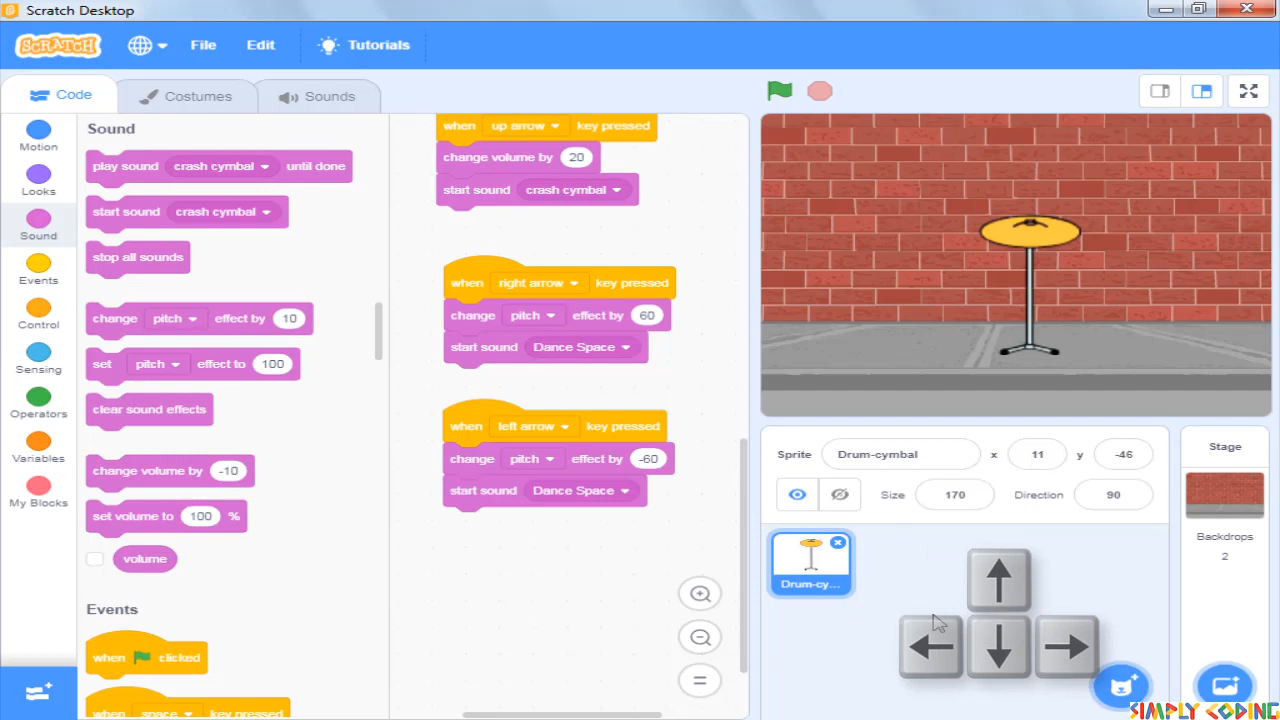 Scratch Desktop
SCRATCH File Edit Tutorials
Code Costumes Sounds
Motion
Looks
Sound
Events
Control
Sensing
Operators
Variables
My Blocks
Sound
play sound crash cymbal until done
start sound crash cymbal
stop all sounds
change pitch effect by 10
set pitch effect to 100
clear sound effects
change volume by -10
set volume to 100 %
volume
Events
when clicked
when space key pressed
when up arrow key pressed
change volume by 20
start sound crash cymbal
when right arrow key pressed
change pitch effect by 60
start sound Dance Space
when left arrow key pressed
change pitch effect by -60
start sound Dance Space
Sprite Drum-cymbal x 11 y -46
Size 170 Direction 90
Drum-cy...
Stage
Backdrops
2
SIMPLY CODING